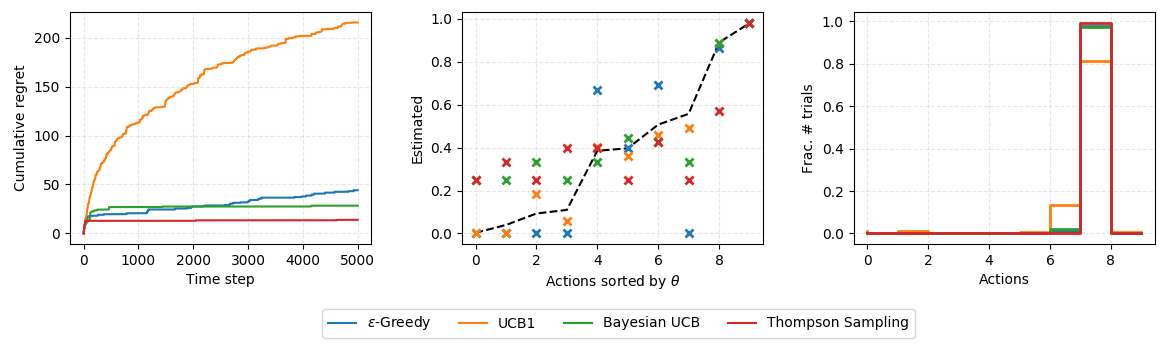 Cumulative regret
200
150
100
50
0
0 1000 2000 3000 4000 5000
Time step
Estimated
1.0
0.8
0.6
0.4
0.2
0.0
0 2 4 6 8
Actions sorted by θ
Frac. # trials
1.0
0.8
0.6
0.4
0.2
0.0
0 2 4 6 8
Actions
ε-Greedy UCB1 Bayesian UCB Thompson Sampling